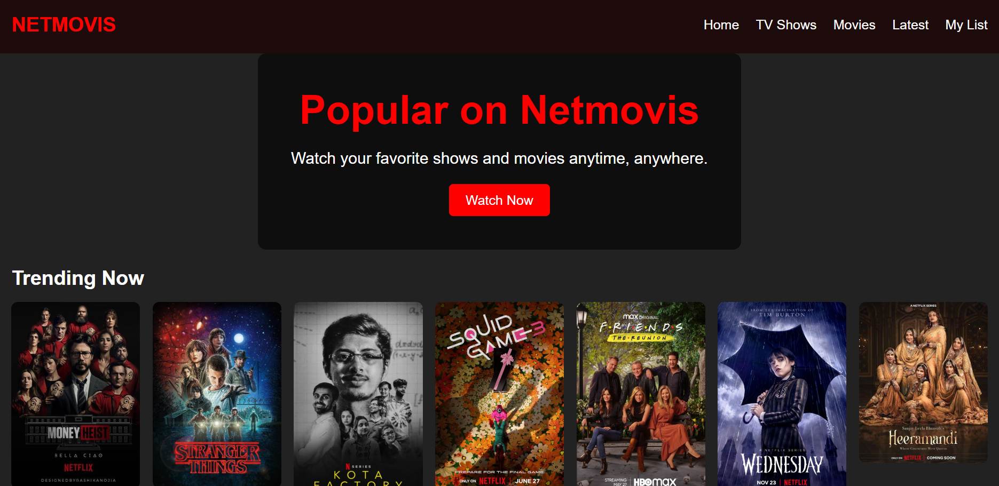 NETMOVIS
Home TV Shows Movies Latest My List
Popular on Netmovis
Watch your favorite shows and movies anytime, anywhere.
Watch Now
Trending Now
MONEY HEIST
BELLA CIAO
NETFLIX
DESIGNEDBYRASHIKANOJIA
STRANGER
THINGS
N SERIES
KOTA
FACTORY
SQUID
GAME 3
PREPARE FOR THE FINAL GAME
ONLY ON NETFLIX | JUNE 27
max ORIGINAL
F·R·I·E·N·D·S
THE·REUNION
STREAMING
MAY 27
HBOmax
FROM THE IMAGINATION OF
TIM BURTON
A NETFLIX SERIES
WEDNESDAY
NOV 23 | NETFLIX
A NETFLIX SERIES
Sanjay Leela Bhansali's
Heeramandi
Where Courtesans Were Queens
ONLY ON NETFLIX | COMING SOON